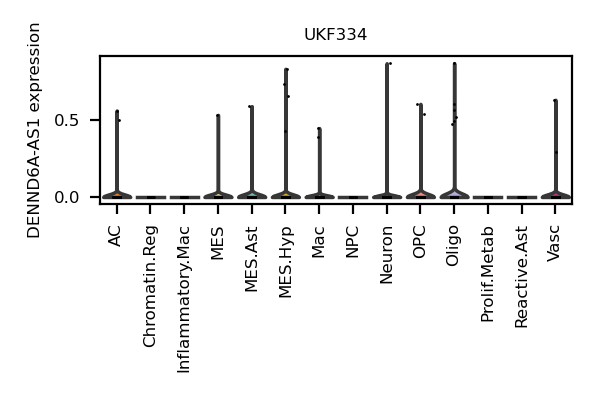 UKF334
DENND6A-AS1 expression
0.5
0.0
AC
Chromatin.Reg
Inflammatory.Mac
MES
MES.Ast
MES.Hyp
Mac
NPC
Neuron
OPC
Oligo
Prolif.Metab
Reactive.Ast
Vasc